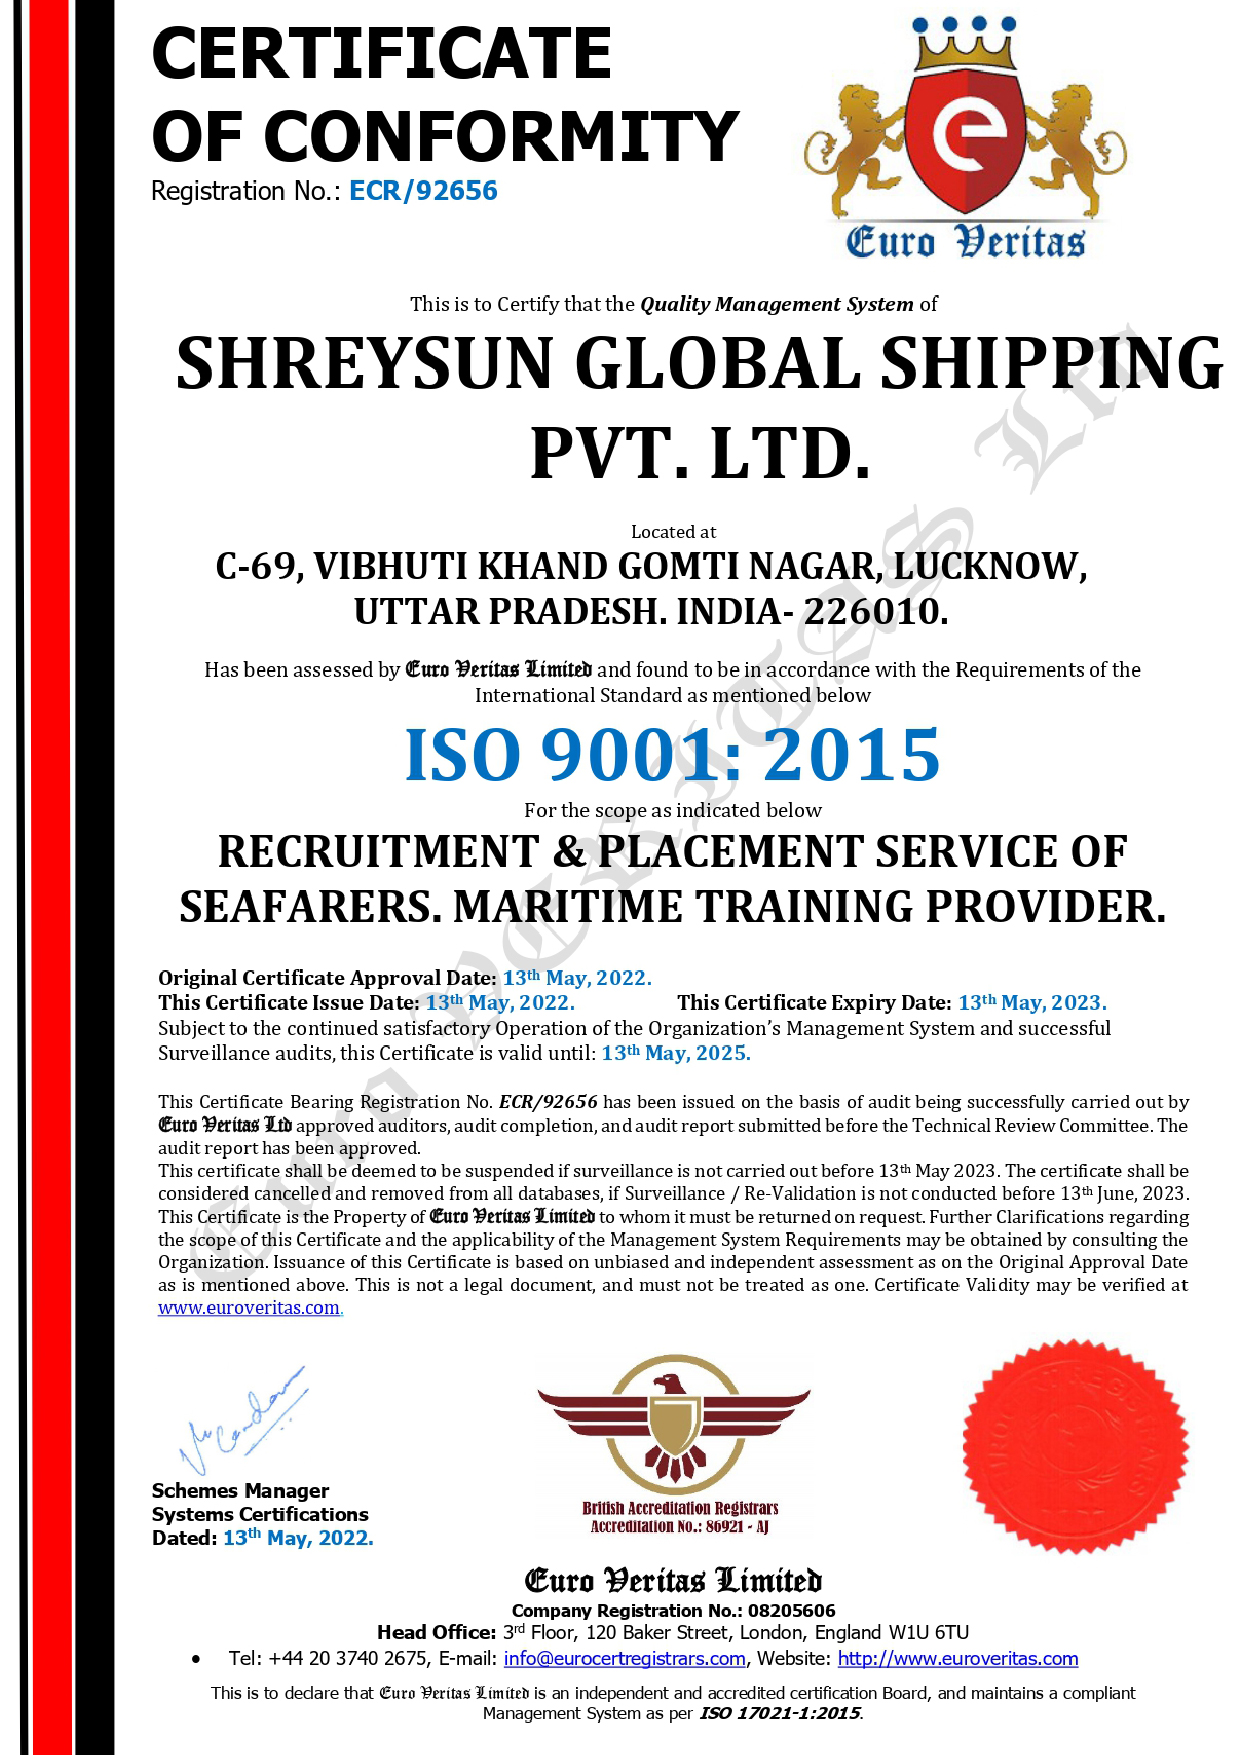 CERTIFICATE
OF CONFORMITY
Registration No.: ECR/92656
Euro Veritas
This is to Certify that the Quality Management System of
SHREYSUN GLOBAL SHIPPING
PVT. LTD.
Located at
C-69, VIBHUTI KHAND GOMTI NAGAR, LUCKNOW,
UTTAR PRADESH. INDIA- 226010.
Has been assessed by Euro Veritas Limited and found to be in accordance with the Requirements of the
International Standard as mentioned below
ISO 9001: 2015
For the scope as indicated below
RECRUITMENT & PLACEMENT SERVICE OF
SEAFARERS. MARITIME TRAINING PROVIDER.
Original Certificate Approval Date: 13th May, 2022.
This Certificate Issue Date: 13th May, 2022. This Certificate Expiry Date: 13th May, 2023.
Subject to the continued satisfactory Operation of the Organization's Management System and successful
Surveillance audits, this Certificate is valid until: 13th May, 2025.
This Certificate Bearing Registration No. ECR/92656 has been issued on the basis of audit being successfully carried out by
Euro Veritas Ltd approved auditors, audit completion, and audit report submitted before the Technical Review Committee. The
audit report has been approved.
This certificate shall be deemed to be suspended if surveillance is not carried out before 13th May 2023. The certificate shall be
considered cancelled and removed from all databases, if Surveillance / Re-Validation is not conducted before 13th June, 2023.
This Certificate is the Property of Euro Veritas Limited to whom it must be returned on request. Further Clarifications regarding
the scope of this Certificate and the applicability of the Management System Requirements may be obtained by consulting the
Organization. Issuance of this Certificate is based on unbiased and independent assessment as on the Original Approval Date
as is mentioned above. This is not a legal document, and must not be treated as one. Certificate Validity may be verified at
www.euroveritas.com.
Euro VERITAS Ltd
Schemes Manager
Systems Certifications
Dated: 13th May, 2022.
British Accreditation Registrars
Accreditation No.: 86921 - AJ
Euro Veritas Limited
Company Registration No.: 08205606
Head Office: 3rd Floor, 120 Baker Street, London, England W1U 6TU
• Tel: +44 20 3740 2675, E-mail: info@eurocertregistrars.com, Website: http://www.euroveritas.com
This is to declare that Euro Veritas Limited is an independent and accredited certification Board, and maintains a compliant
Management System as per ISO 17021-1:2015.